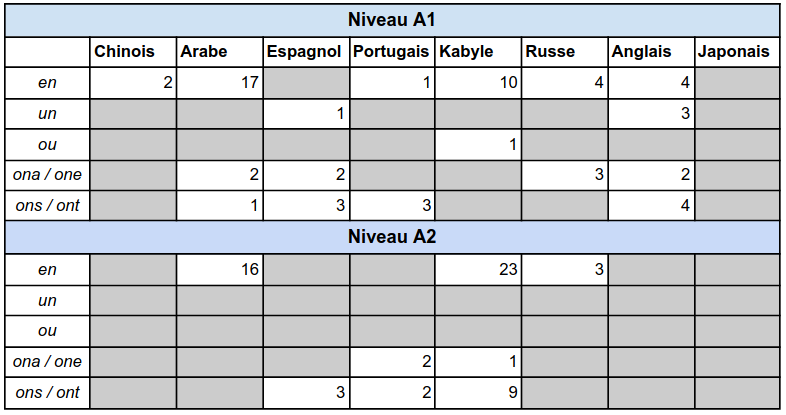 Niveau A1
Chinois Arabe Espagnol Portugais Kabyle Russe Anglais Japonais
en 2 17 1 10 4 4
un 1 3
ou 1
ona / one 2 2 3 2
ons / ont 1 3 3 4
Niveau A2
en 16 23 3
un
ou
ona / one 2 1
ons / ont 3 2 9